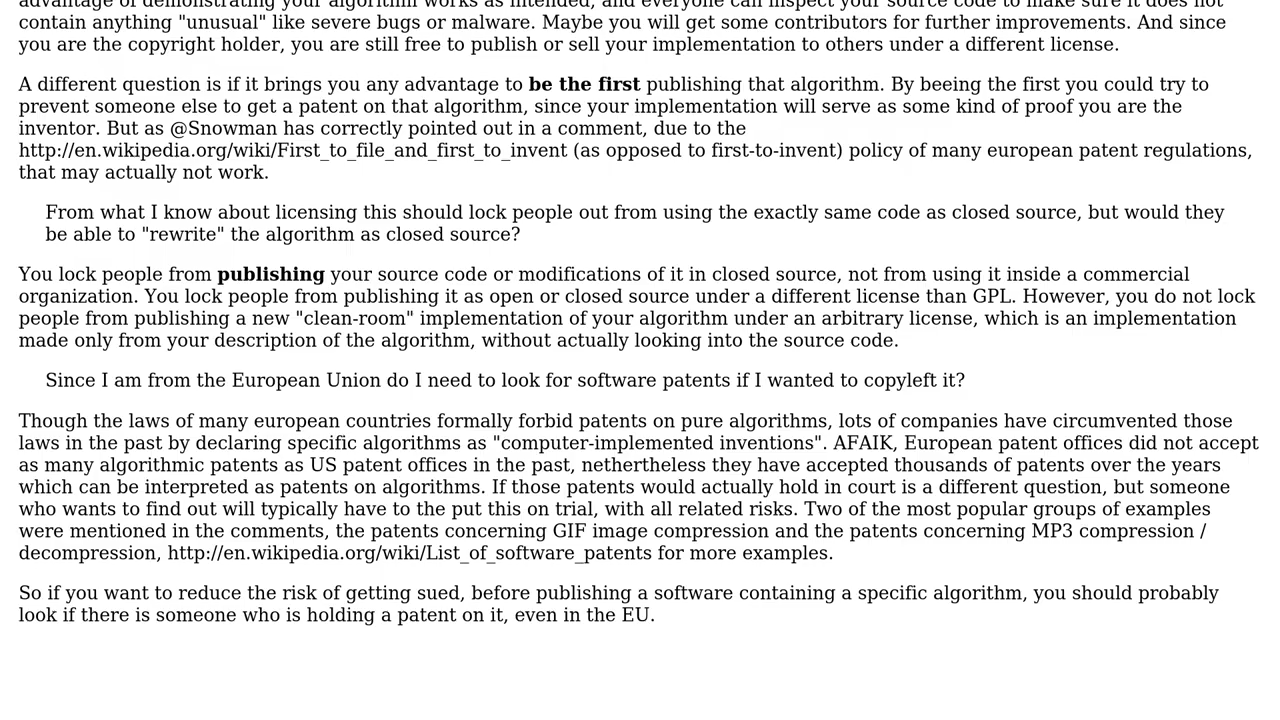 advantage of demonstrating your algorithm works as intended, and everyone can inspect your source code to make sure it does not
contain anything "unusual" like severe bugs or malware. Maybe you will get some contributors for further improvements. And since
you are the copyright holder, you are still free to publish or sell your implementation to others under a different license.
A different question is if it brings you any advantage to be the first publishing that algorithm. By beeing the first you could try to
prevent someone else to get a patent on that algorithm, since your implementation will serve as some kind of proof you are the
inventor. But as @Snowman has correctly pointed out in a comment, due to the
http://en.wikipedia.org/wiki/First_to_file_and_first_to_invent (as opposed to first-to-invent) policy of many european patent regulations,
that may actually not work.
From what I know about licensing this should lock people out from using the exactly same code as closed source, but would they
be able to "rewrite" the algorithm as closed source?
You lock people from publishing your source code or modifications of it in closed source, not from using it inside a commercial
organization. You lock people from publishing it as open or closed source under a different license than GPL. However, you do not lock
people from publishing a new "clean-room" implementation of your algorithm under an arbitrary license, which is an implementation
made only from your description of the algorithm, without actually looking into the source code.
Since I am from the European Union do I need to look for software patents if I wanted to copyleft it?
Though the laws of many european countries formally forbid patents on pure algorithms, lots of companies have circumvented those
laws in the past by declaring specific algorithms as "computer-implemented inventions". AFAIK, European patent offices did not accept
as many algorithmic patents as US patent offices in the past, nethertheless they have accepted thousands of patents over the years
which can be interpreted as patents on algorithms. If those patents would actually hold in court is a different question, but someone
who wants to find out will typically have to the put this on trial, with all related risks. Two of the most popular groups of examples
were mentioned in the comments, the patents concerning GIF image compression and the patents concerning MP3 compression /
decompression, http://en.wikipedia.org/wiki/List_of_software_patents for more examples.
So if you want to reduce the risk of getting sued, before publishing a software containing a specific algorithm, you should probably
look if there is someone who is holding a patent on it, even in the EU.